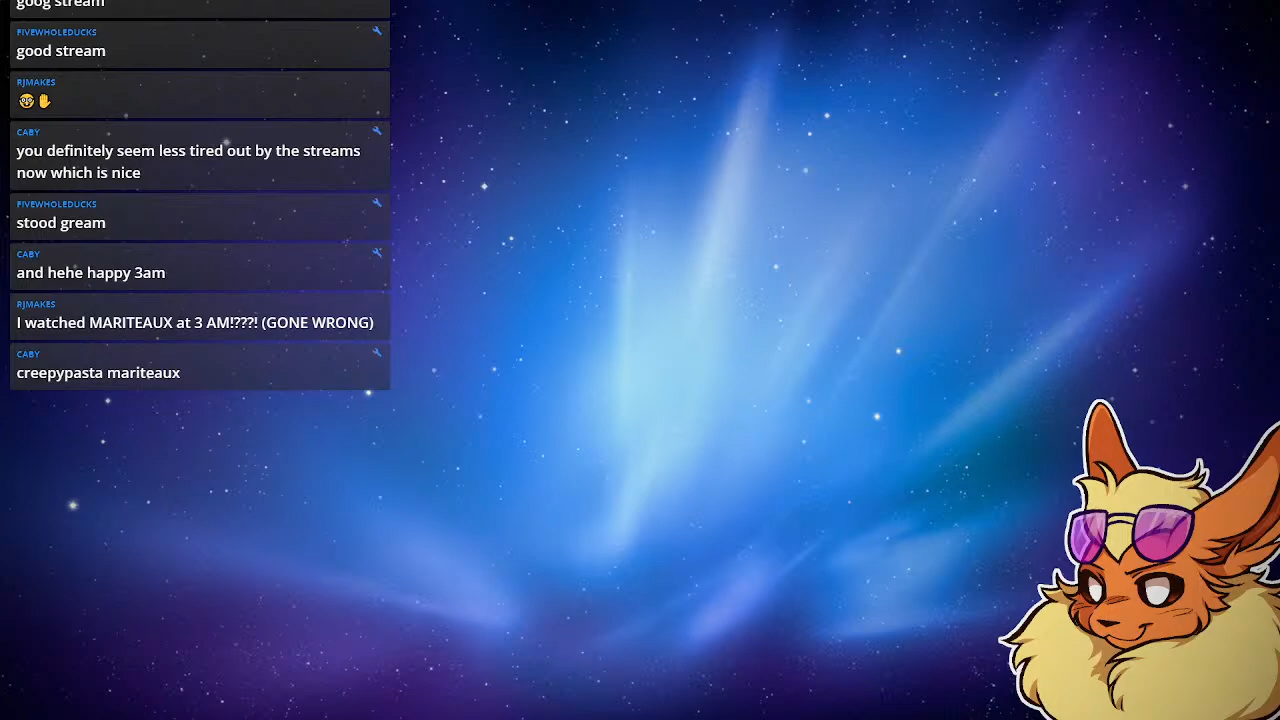 goog stream
FIVEWHOLEDUCKS
good stream
RJMAKES
🤓✋
CABY
you definitely seem less tired out by the streams
now which is nice
FIVEWHOLEDUCKS
stood gream
CABY
and hehe happy 3am
RJMAKES
I watched MARITEAUX at 3 AM!???! (GONE WRONG)
CABY
creepypasta mariteaux